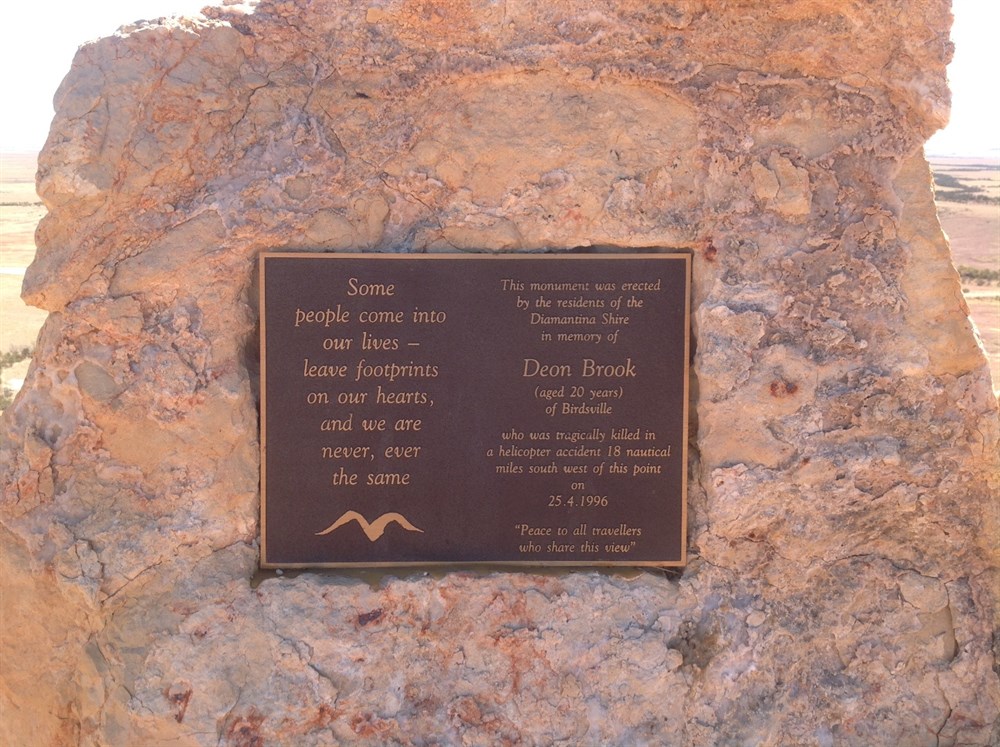 Some
people come into
our lives –
leave footprints
on our hearts,
and we are
never, ever
the same
This monument was erected
by the residents of the
Diamantina Shire
in memory of
Deon Brook
(aged 20 years)
of Birdsville
who was tragically killed in
a helicopter accident 18 nautical
miles south west of this point
on
25.4.1996
“Peace to all travellers
who share this view”